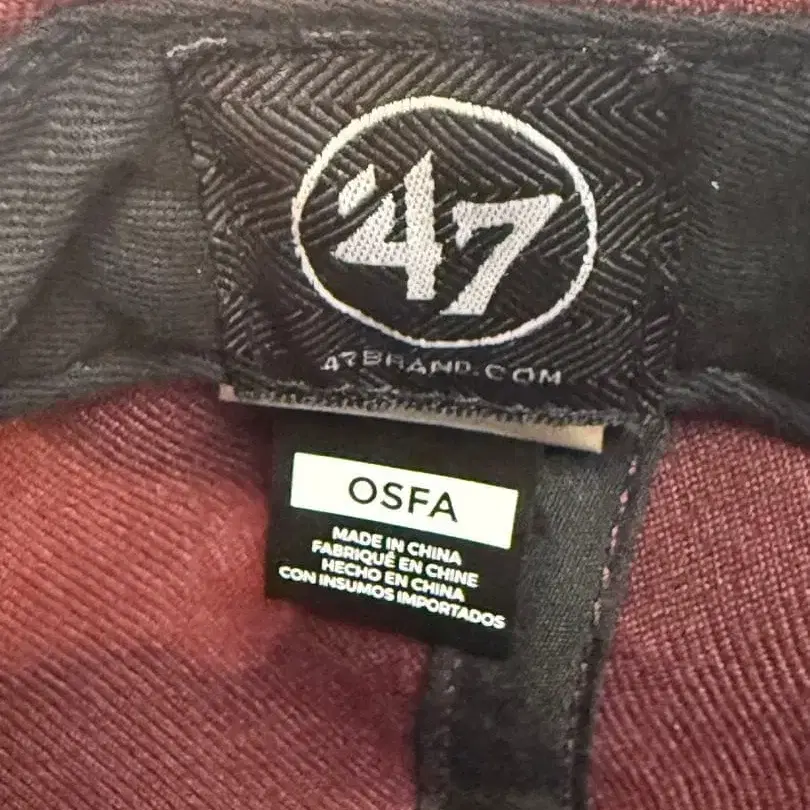 '47
47BRAND.COM
OSFA
MADE IN CHINA
FABRIQUÉ EN CHINE
HECHO EN CHINA
CON INSUMOS IMPORTADOS